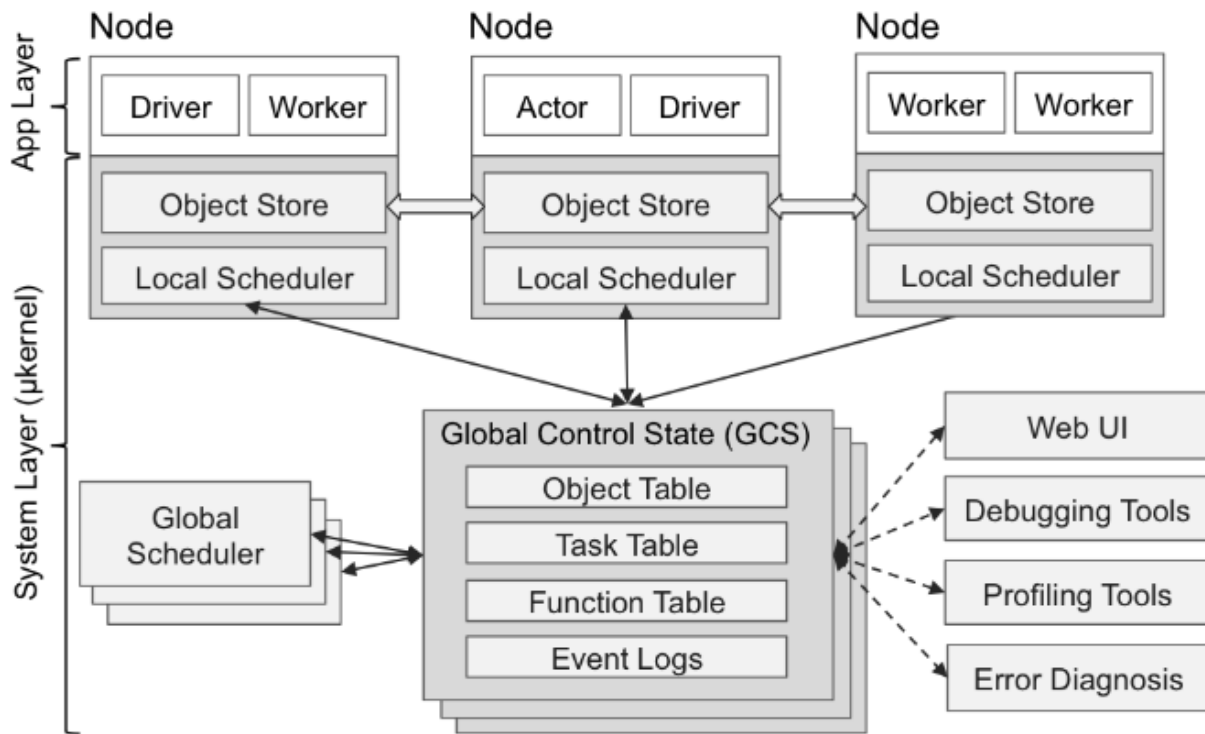 Node
Node
Node
App Layer
Driver
Worker
Actor
Driver
Worker
Worker
Object Store
Object Store
Object Store
Local Scheduler
Local Scheduler
Local Scheduler
System Layer (μkernel)
Global Control State (GCS)
Object Table
Task Table
Function Table
Event Logs
Global
Scheduler
Web UI
Debugging Tools
Profiling Tools
Error Diagnosis